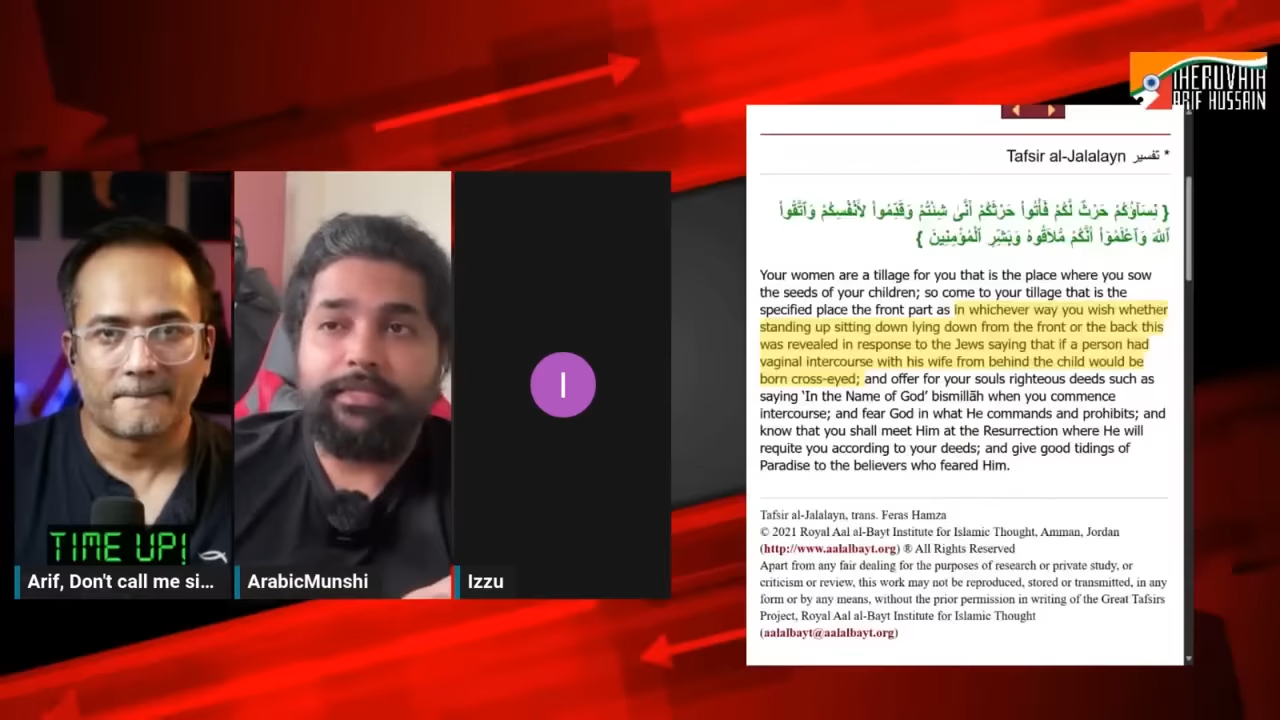 THERUVATH
ARIF HUSSAIN
* تفسير Tafsir al-Jalalayn
{ نِسَآؤُكُمْ حَرْثٌ لَّكُمْ فَأْتُواْ حَرْثَكُمْ أَنَّىٰ شِئْتُمْ وَقَدِّمُواْ لأَنْفُسِكُمْ وَٱتَّقُواْ
ٱللَّهَ وَٱعْلَمُوۤاْ أَنَّكُمْ مُّلاَقُوهُ وَبَشِّرِ ٱلْمُؤْمِنِينَ }
Your women are a tillage for you that is the place where you sow
the seeds of your children; so come to your tillage that is the
specified place the front part as in whichever way you wish whether
standing up sitting down lying down from the front or the back this
was revealed in response to the Jews saying that if a person had
vaginal intercourse with his wife from behind the child would be
born cross-eyed; and offer for your souls righteous deeds such as
saying ‘In the Name of God’ bismillāh when you commence
intercourse; and fear God in what He commands and prohibits; and
know that you shall meet Him at the Resurrection where He will
requite you according to your deeds; and give good tidings of
Paradise to the believers who feared Him.
Tafsir al-Jalalayn, trans. Feras Hamza
© 2021 Royal Aal al-Bayt Institute for Islamic Thought, Amman, Jordan
(http://www.aalalbayt.org) ® All Rights Reserved
Apart from any fair dealing for the purposes of research or private study, or
criticism or review, this work may not be reproduced, stored or transmitted, in any
form or by any means, without the prior permission in writing of the Great Tafsirs
Project, Royal Aal al-Bayt Institute for Islamic Thought
(aalalbayt@aalalbayt.org)
TIME UP!
Arif, Don't call me si...
ArabicMunshi
I
Izzu